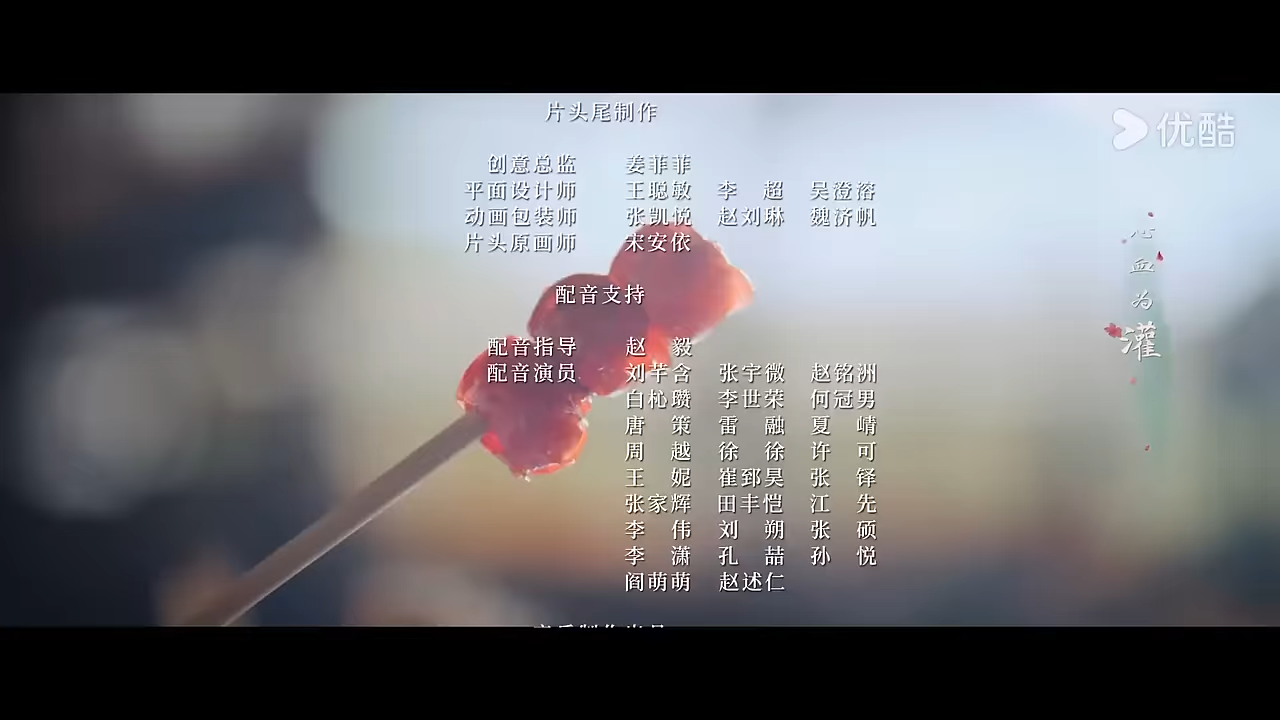 片头尾制作
优酷
创意总监 姜菲菲
平面设计师 王聪敏 李 超 吴澄溶
动画包装师 张凯悦 赵刘琳 魏济帆
片头原画师 宋安依
心血为灌
配音支持
配音指导 赵 毅
配音演员 刘芊含 张宇微 赵铭洲
白杺瓒 李世荣 何冠男
唐 策 雷 融 夏 崝
周 越 徐 徐 许 可
王 妮 崔郅昊 张 铎
张家辉 田丰恺 江 先
李 伟 刘 朔 张 硕
李 潇 孔 喆 孙 悦
阎萌萌 赵述仁